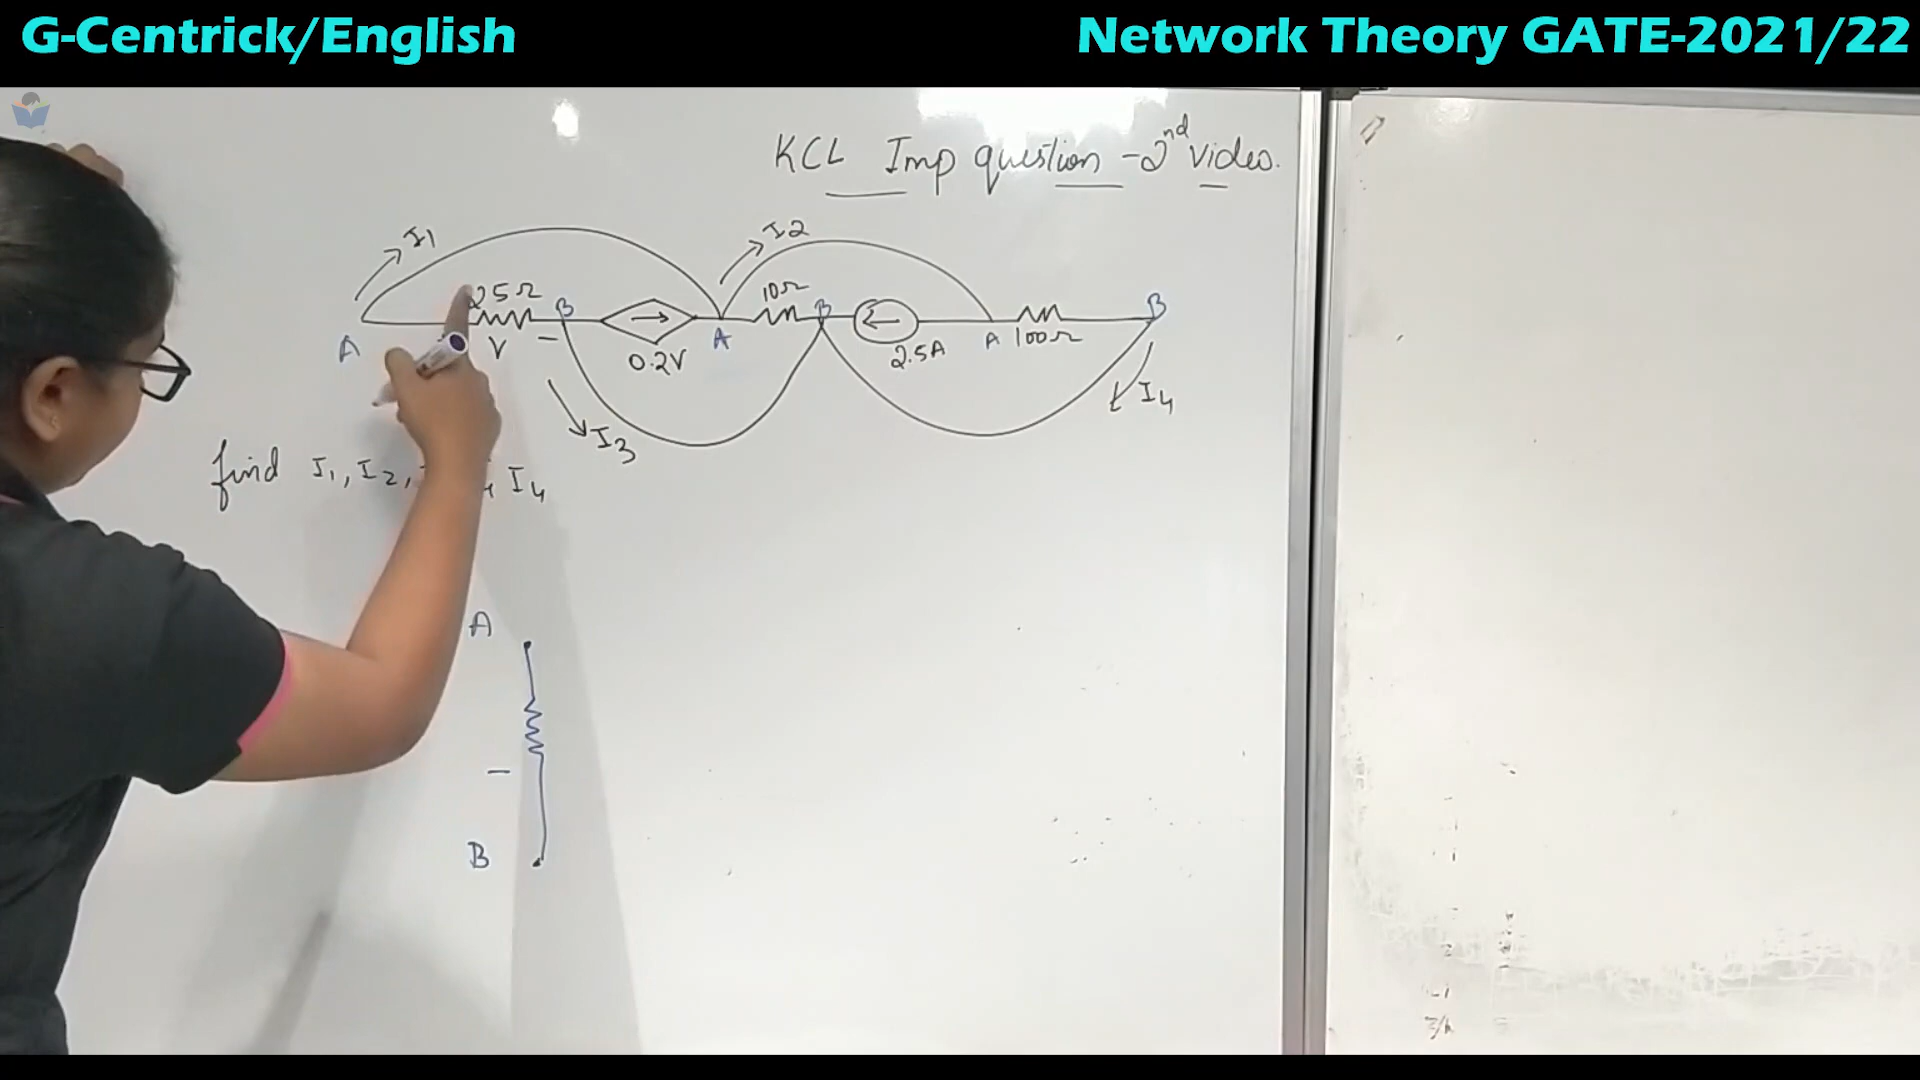 G-Centrick/English
Network Theory GATE-2021/22
KCL Imp question - 2nd video.
I1
I2
25Ω B 10Ω B B
A V - 0.2V A 2.5A A 100Ω
I3
I4
find I1, I2, I4
A
-
B